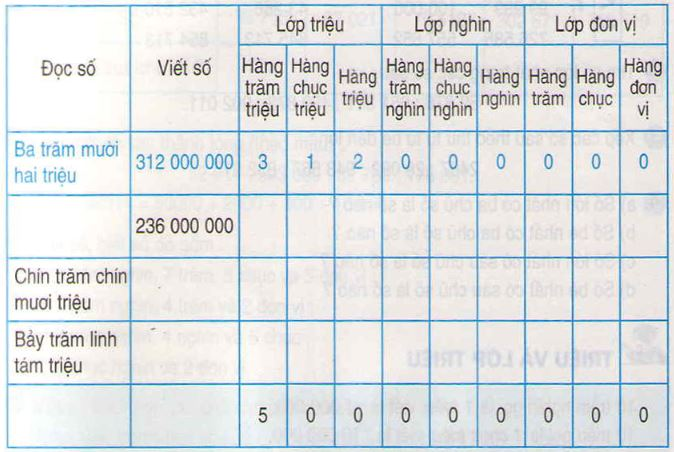 Đọc số
Viết số
Lớp triệu
Lớp nghìn
Lớp đơn vị
Hàng trăm triệu
Hàng chục triệu
Hàng triệu
Hàng trăm nghìn
Hàng chục nghìn
Hàng nghìn
Hàng trăm
Hàng chục
Hàng đơn vị
Ba trăm mười
hai triệu
312 000 000 3 1 2 0 0 0 0 0 0
236 000 000
Chín trăm chín
mươi triệu
Bảy trăm linh
tám triệu
5 0 0 0 0 0 0 0 0